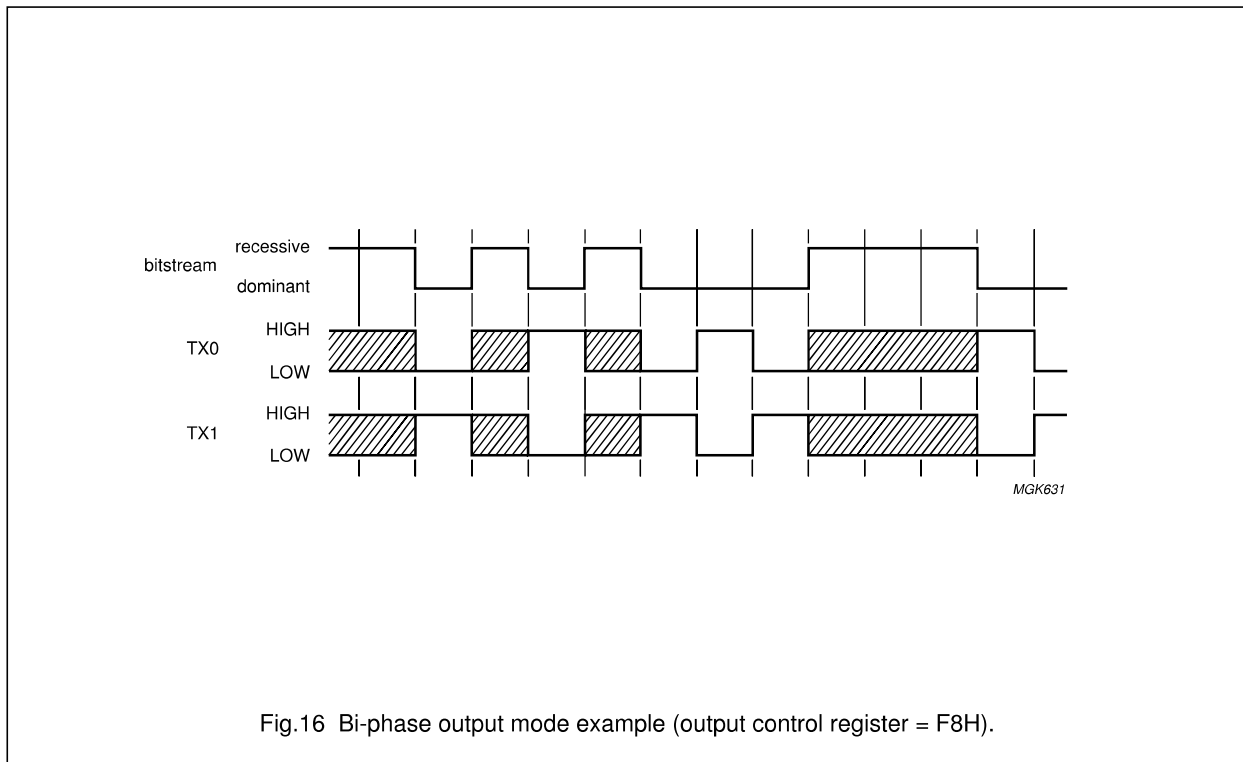 recessive
bitstream
dominant
HIGH
TX0
LOW
HIGH
TX1
LOW
MGK631
Fig.16 Bi-phase output mode example (output control register = F8H).